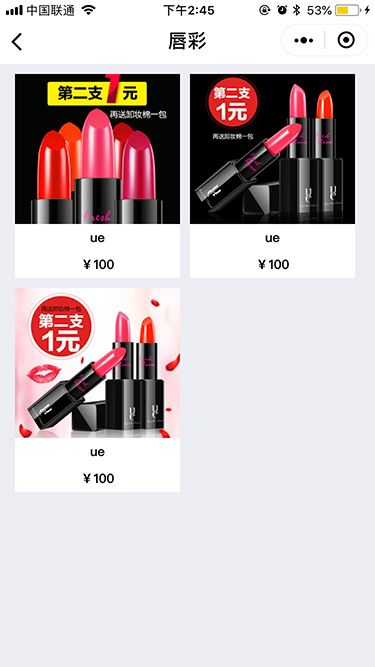 中国联通
下午2:45
53%
唇彩
第二支1元
再送卸妆棉一包
Fresh
ue
¥100
第二支
1元
再送卸妆棉一包
ue
¥100
再送卸妆棉一包
第二支
1元
ue
¥100